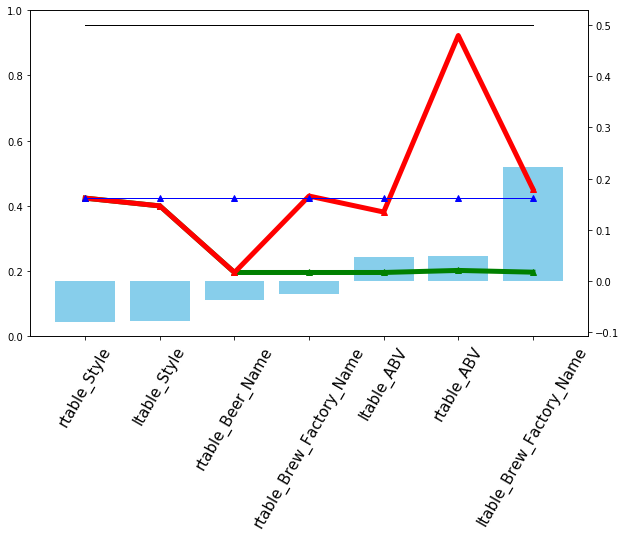 1.0
0.8
0.6
0.4
0.2
0.0
0.5
0.4
0.3
0.2
0.1
0.0
−0.1
rtable_Style
ltable_Style
rtable_Beer_Name
rtable_Brew_Factory_Name
ltable_ABV
rtable_ABV
ltable_Brew_Factory_Name